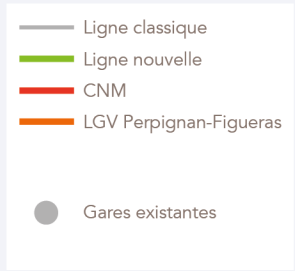 Ligne classique
Ligne nouvelle
CNM
LGV Perpignan-Figueras
Gares existantes